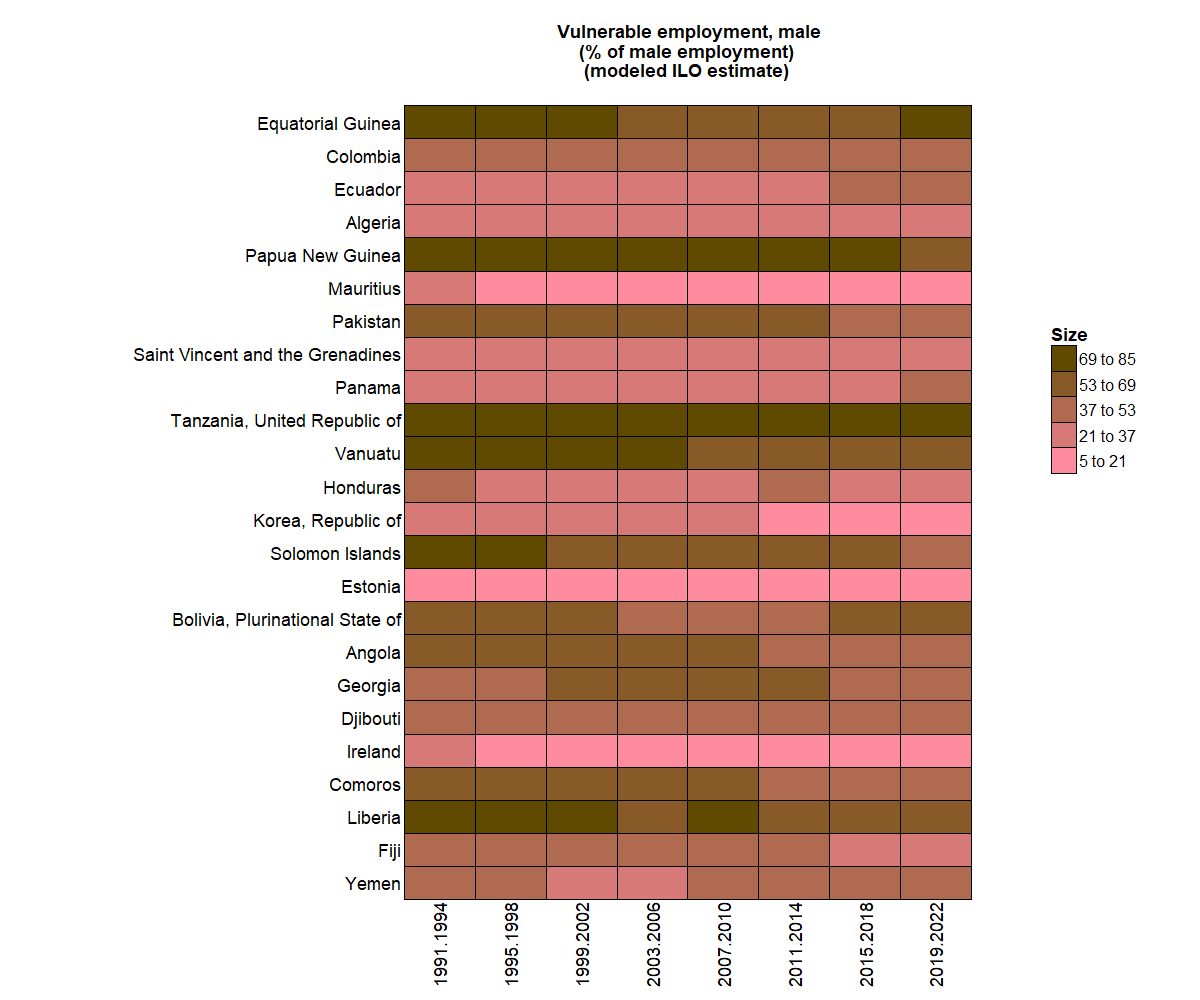 Vulnerable employment, male
(% of male employment)
(modeled ILO estimate)
Equatorial Guinea
Colombia
Ecuador
Algeria
Papua New Guinea
Mauritius
Pakistan
Saint Vincent and the Grenadines
Panama
Tanzania, United Republic of
Vanuatu
Honduras
Korea, Republic of
Solomon Islands
Estonia
Bolivia, Plurinational State of
Angola
Georgia
Djibouti
Ireland
Comoros
Liberia
Fiji
Yemen
1991.1994
1995.1998
1999.2002
2003.2006
2007.2010
2011.2014
2015.2018
2019.2022
Size
69 to 85
53 to 69
37 to 53
21 to 37
5 to 21